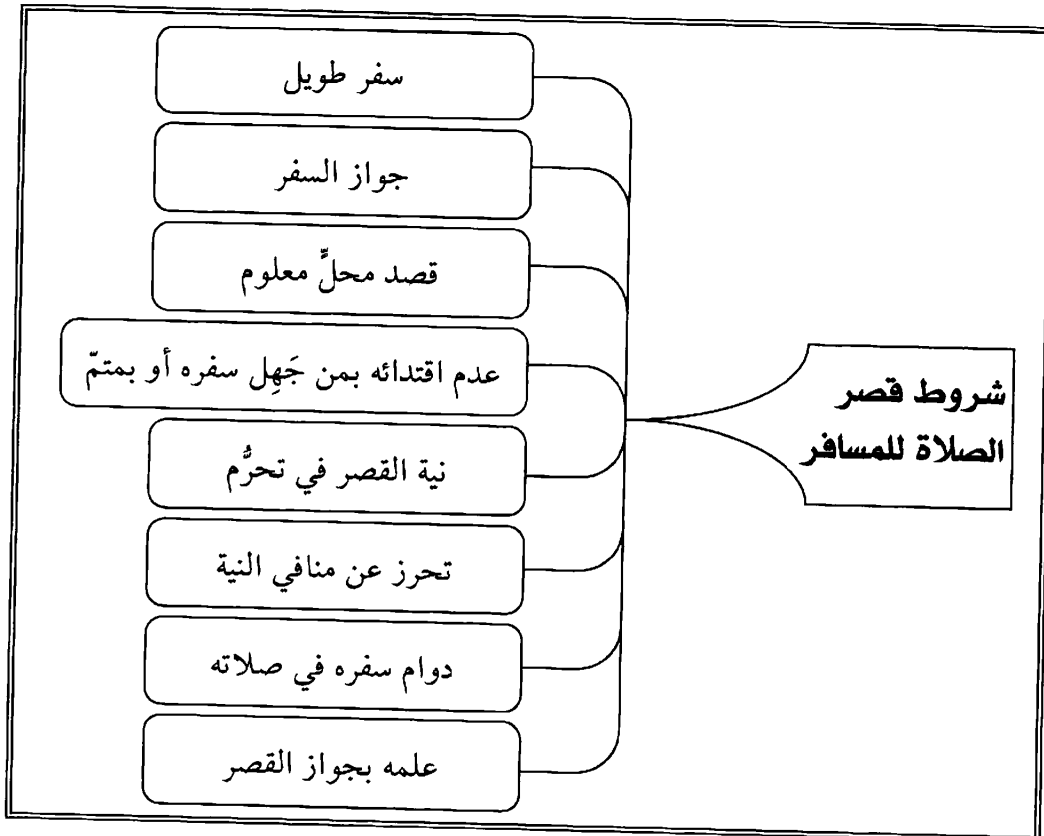 شروط قصر
الصلاة للمسافر
سفر طويل
جواز السفر
قصد محلٍّ معلوم
عدم اقتدائه بمن جَهِل سفره أو بمتمّ
نية القصر في تحرُّم
تحرز عن منافي النية
دوام سفره في صلاته
علمه بجواز القصر